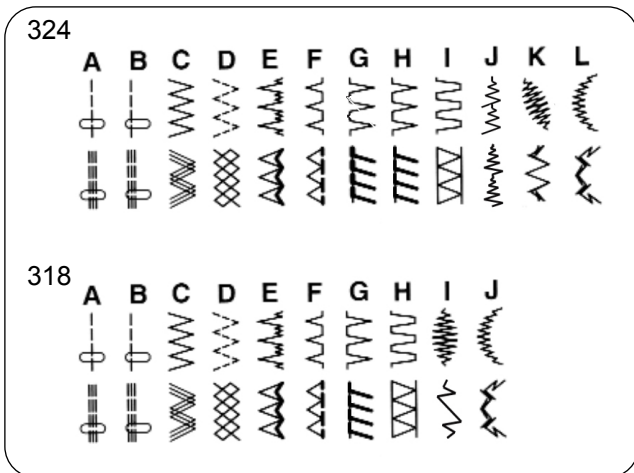 324
A B C D E F G H I J K L
318
A B C D E F G H I J